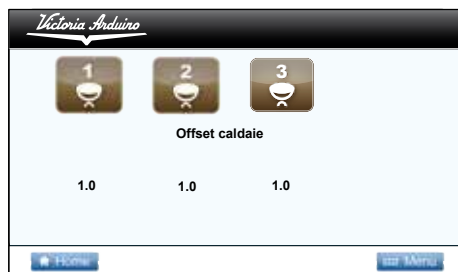 Victoria Arduino
1 2 3
Offset caldaie
1.0 1.0 1.0
Home Menu